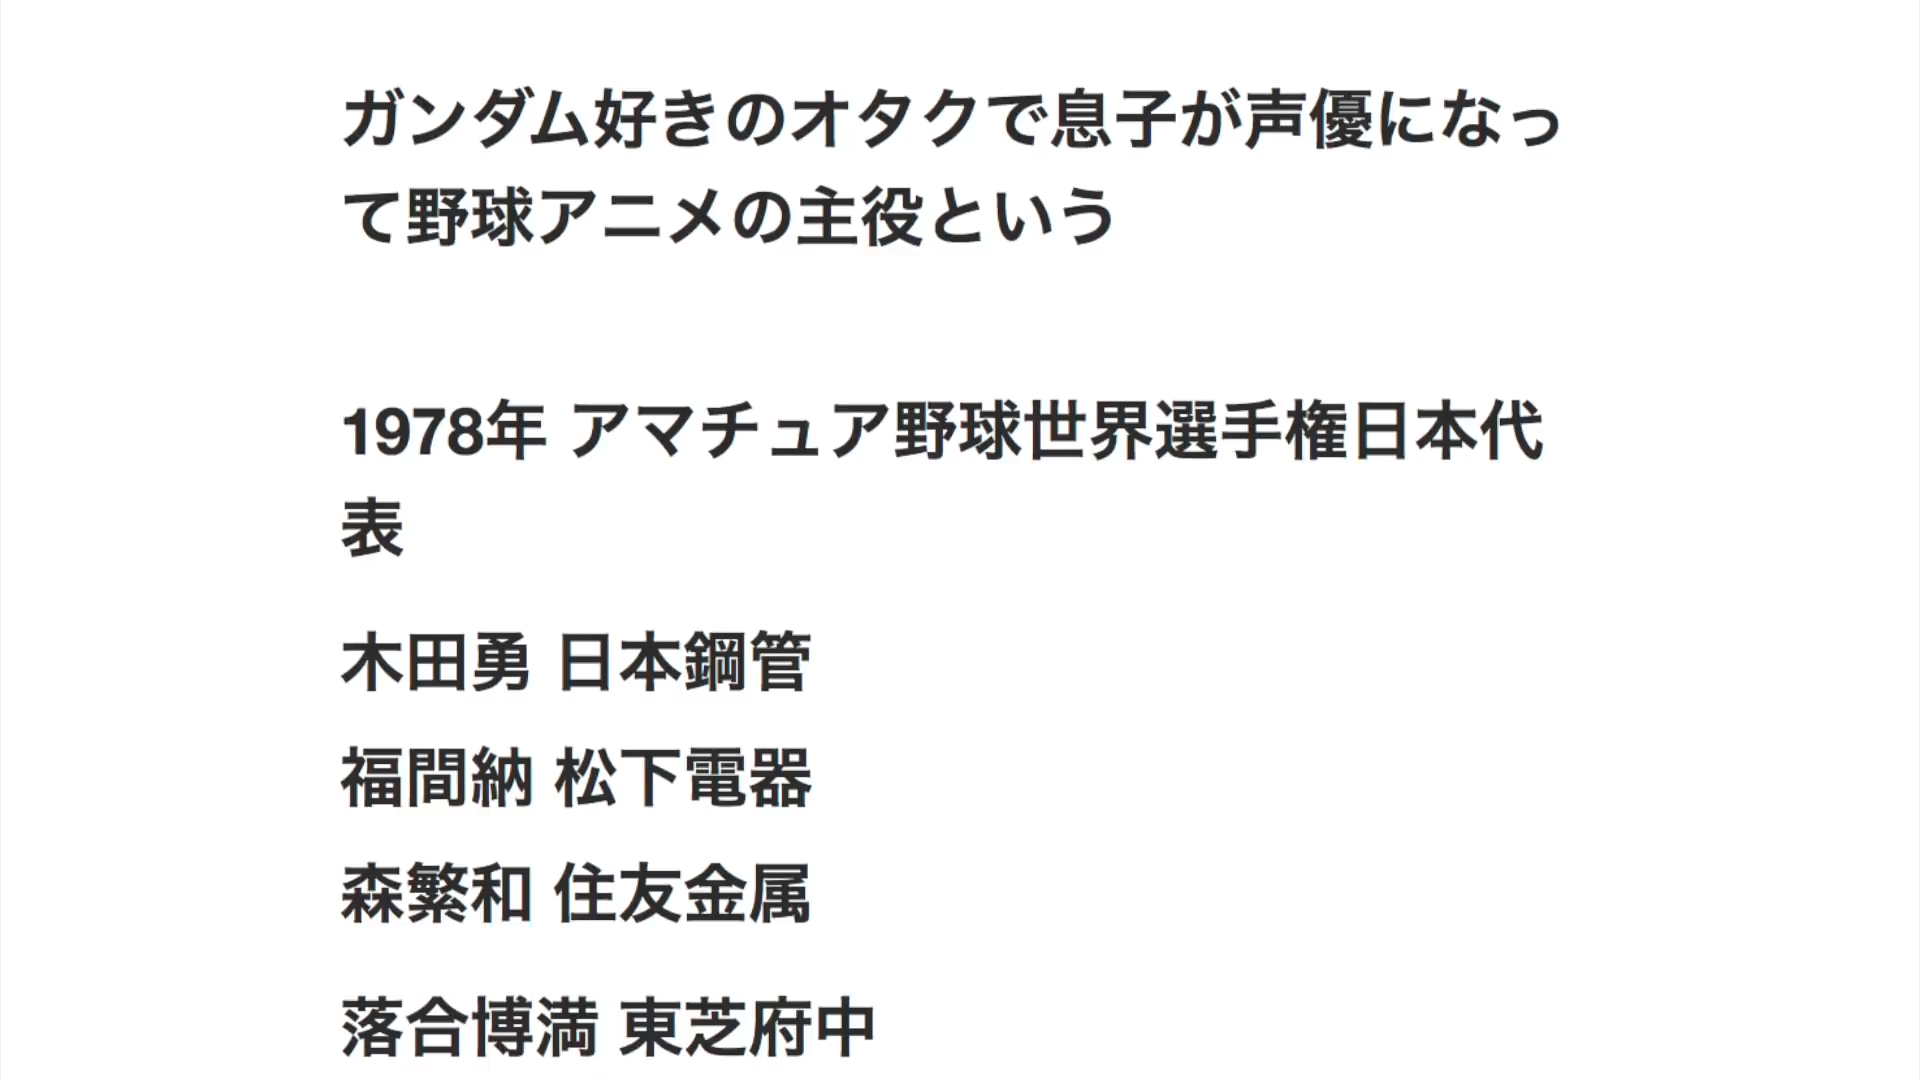 ガンダム好きのオタクで息子が声優になっ
て野球アニメの主役という
1978年 アマチュア野球世界選手権日本代
表
木田勇 日本鋼管
福間納 松下電器
森繁和 住友金属
落合博満 東芝府中